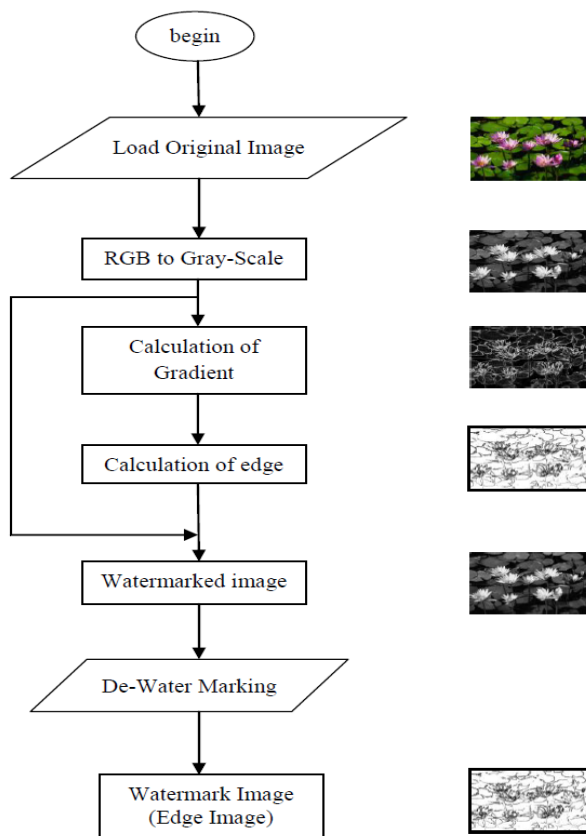 begin
Load Original Image
RGB to Gray-Scale
Calculation of
Gradient
Calculation of edge
Watermarked image
De-Water Marking
Watermark Image
(Edge Image)